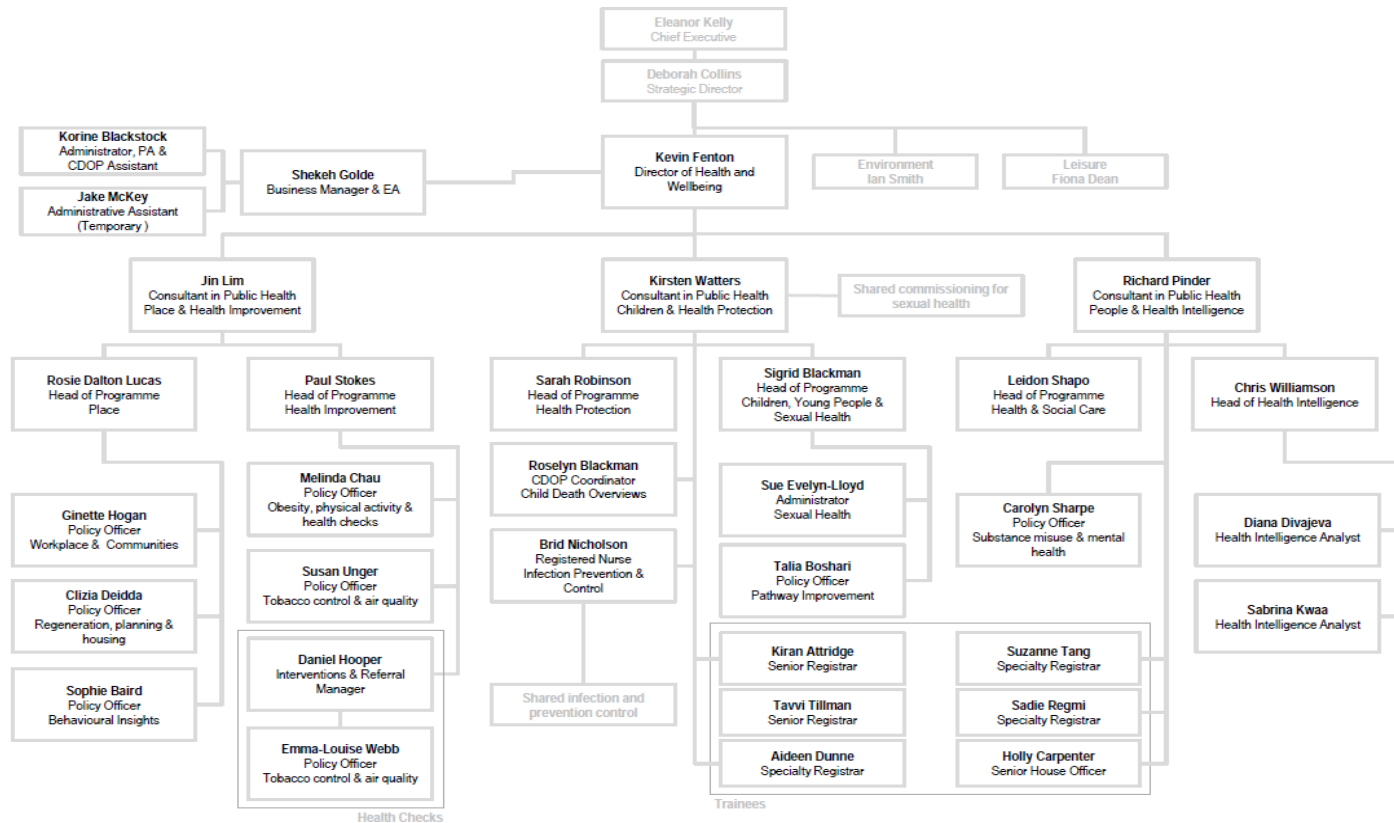 Eleanor Kelly
Chief Executive
Deborah Collins
Strategic Director
Korine Blackstock
Administrator, PA &
CDOP Assistant
Jake McKey
Administrative Assistant
(Temporary )
Shekeh Golde
Business Manager & EA
Kevin Fenton
Director of Health and
Wellbeing
Environment
Ian Smith
Leisure
Fiona Dean
Jin Lim
Consultant in Public Health
Place & Health Improvement
Kirsten Watters
Consultant in Public Health
Children & Health Protection
Shared commissioning for
sexual health
Richard Pinder
Consultant in Public Health
People & Health Intelligence
Rosie Dalton Lucas
Head of Programme
Place
Paul Stokes
Head of Programme
Health Improvement
Sarah Robinson
Head of Programme
Health Protection
Sigrid Blackman
Head of Programme
Children, Young People &
Sexual Health
Leidon Shapo
Head of Programme
Health & Social Care
Chris Williamson
Head of Health Intelligence
Ginette Hogan
Policy Officer
Workplace & Communities
Clizia Deidda
Policy Officer
Regeneration, planning &
housing
Sophie Baird
Policy Officer
Behavioural Insights
Melinda Chau
Policy Officer
Obesity, physical activity &
health checks
Susan Unger
Policy Officer
Tobacco control & air quality
Daniel Hooper
Interventions & Referral
Manager
Emma-Louise Webb
Policy Officer
Tobacco control & air quality
Health Checks
Roselyn Blackman
CDOP Coordinator
Child Death Overviews
Brid Nicholson
Registered Nurse
Infection Prevention &
Control
Shared infection and
prevention control
Sue Evelyn-Lloyd
Administrator
Sexual Health
Talia Boshari
Policy Officer
Pathway Improvement
Carolyn Sharpe
Policy Officer
Substance misuse & mental
health
Diana Divajeva
Health Intelligence Analyst
Sabrina Kwaa
Health Intelligence Analyst
Kiran Attridge
Senior Registrar
Tavvi Tillman
Senior Registrar
Aideen Dunne
Specialty Registrar
Suzanne Tang
Specialty Registrar
Sadie Regmi
Specialty Registrar
Holly Carpenter
Senior House Officer
Trainees